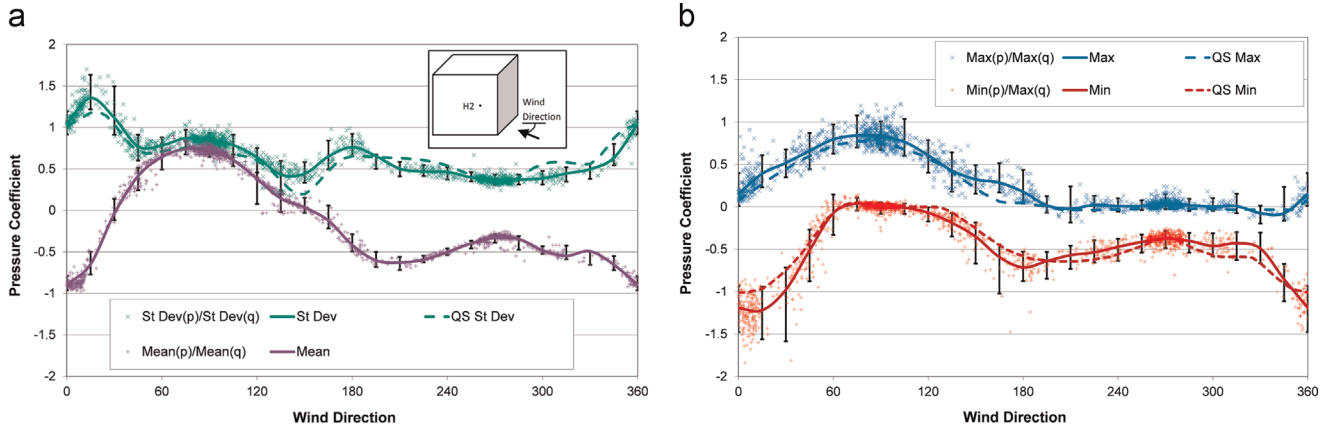 a
2
1.5
1
0.5
0
-0.5
-1
-1.5
-2
Pressure Coefficient
H2
Wind
Direction
St Dev(p)/St Dev(q) St Dev QS St Dev
Mean(p)/Mean(q) Mean
0 60 120 180 240 300 360
Wind Direction
b
2
1.5
1
0.5
0
-0.5
-1
-1.5
-2
Pressure Coefficient
Max(p)/Max(q) Max QS Max
Min(p)/Max(q) Min QS Min
0 60 120 180 240 300 360
Wind Direction